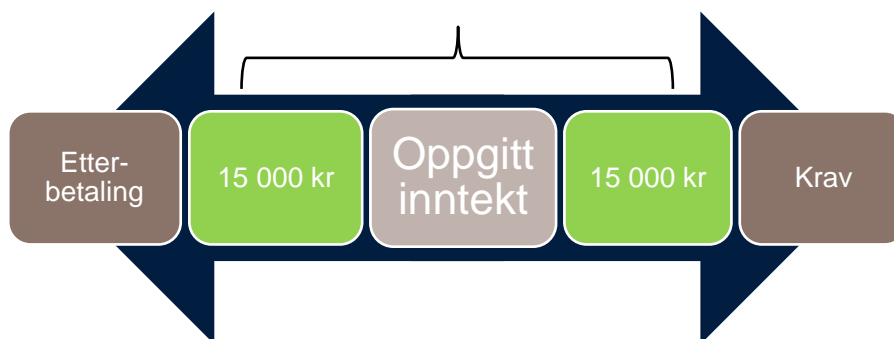 Etter-
betaling
15 000 kr
Oppgitt
inntekt
15 000 kr
Krav